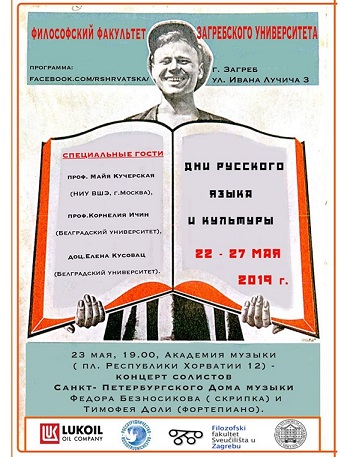 ФИЛОСОФСКИЙ ФАКУЛЬТЕТ ЗАГРЕБСКОГО УНИВЕРСИТЕТА
ПРОГРАММА:
FACEBOOK.COM/RSHRVATSKA/
Г. ЗАГРЕБ
УЛ. ИВАНА ЛУЧИЧА 3
СПЕЦИАЛЬНЫЕ ГОСТИ
ПРОФ. МАЙЯ КУЧЕРСКАЯ
(НИУ ВШЭ, Г.МОСКВА),
ПРОФ.КОРНЕЛИЯ ИЧИН
(БЕЛГРАДСКИЙ УНИВЕРСИТЕТ),
ДОЦ.ЕЛЕНА КУСОВАЦ
(БЕЛГРАДСКИЙ УНИВЕРСИТЕТ).
ДНИ РУССКОГО
ЯЗЫКА
И КУЛЬТУРЫ
22 - 27 МАЯ
2019 г.
23 МАЯ, 19.00, АКАДЕМИЯ МУЗЫКИ
( ПЛ. РЕСПУБЛИКИ ХОРВАТИИ 12) -
КОНЦЕРТ СОЛИСТОВ
САНКТ- ПЕТЕРБУРГСКОГО ДОМА МУЗЫКИ
ФЕДОРА БЕЗНОСИКОВА ( СКРИПКА) И
ТИМОФЕЯ ДОЛИ (ФОРТЕПИАНО).
LUKOIL
OIL COMPANY
Filozofski
fakultet
Sveučilišta u
Zagrebu